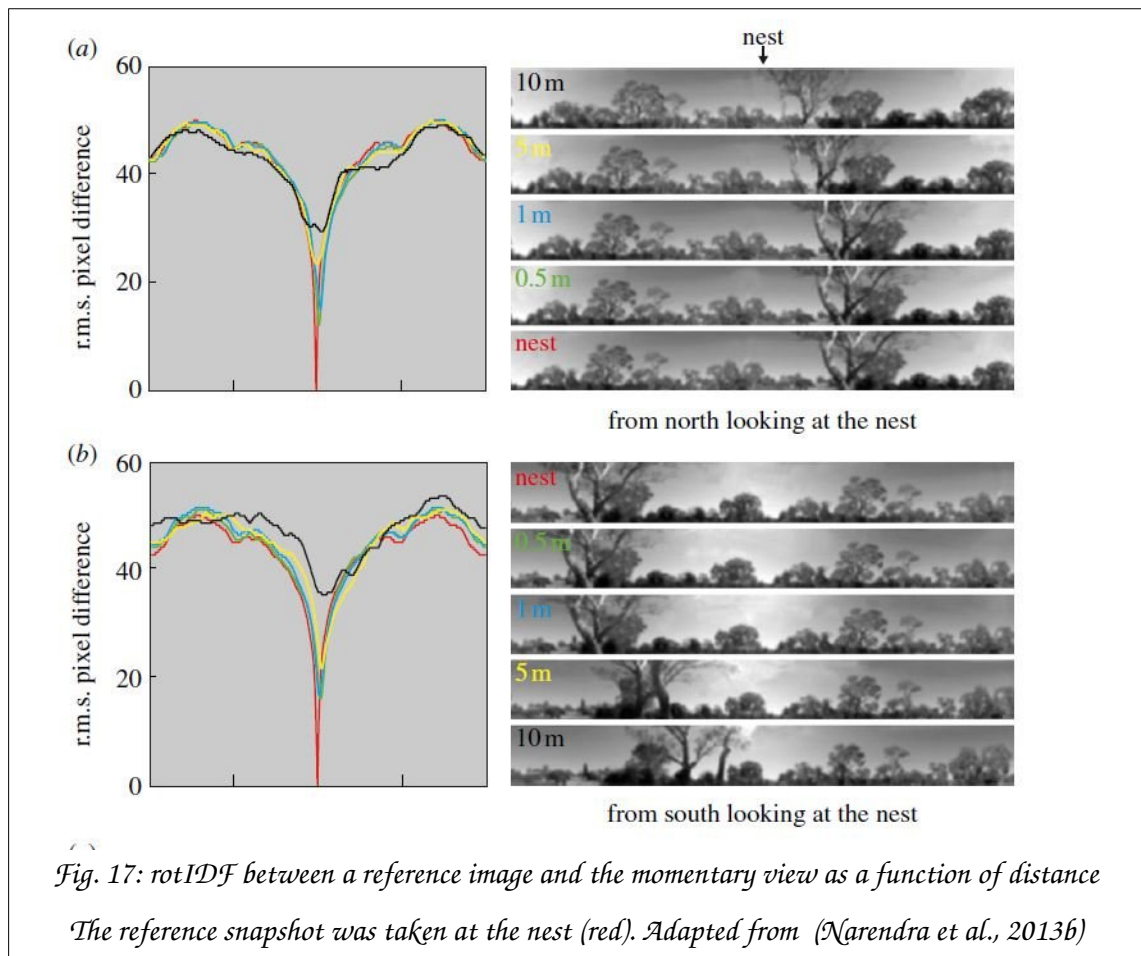 (a)
60
40
20
0
r.m.s. pixel difference
nest
10 m
5 m
1 m
0.5 m
nest
from north looking at the nest
(b)
60
40
20
0
r.m.s. pixel difference
nest
0.5 m
1 m
5 m
10 m
from south looking at the nest
Fig. 17: rotIDF between a reference image and the momentary view as a function of distance
The reference snapshot was taken at the nest (red). Adapted from (Narendra et al., 2013b)